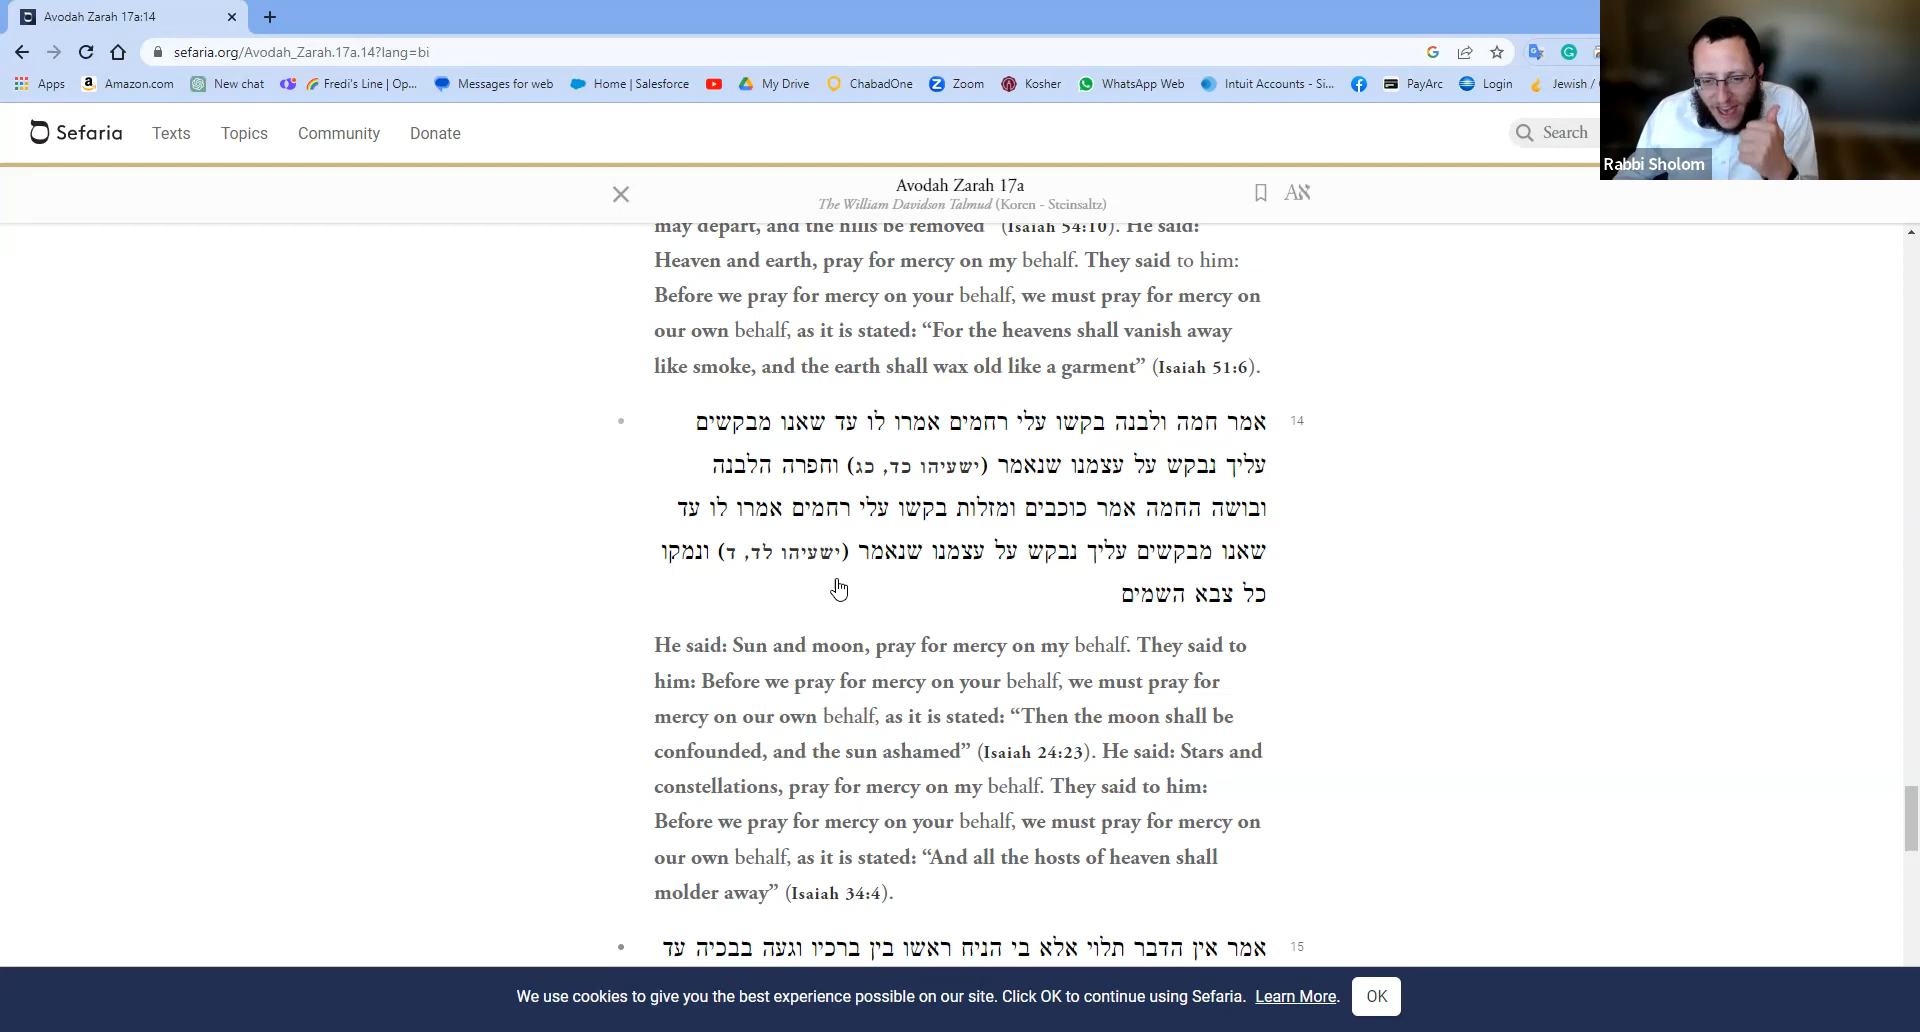 Avodah Zarah 17a:14
sefaria.org/Avodah_Zarah.17a.14?lang=bi
Apps Amazon.com New chat Fredi's Line | Op... Messages for web Home | Salesforce My Drive ChabadOne Zoom Kosher WhatsApp Web Intuit Accounts - Si... PayArc Login Jewish /
Sefaria Texts Topics Community Donate Search
Rabbi Sholom
Avodah Zarah 17a
The William Davidson Talmud (Koren - Steinsaltz)
may depart, and the hills be removed” (Isaiah 54:10). He said:
Heaven and earth, pray for mercy on my behalf. They said to him:
Before we pray for mercy on your behalf, we must pray for mercy on
our own behalf, as it is stated: “For the heavens shall vanish away
like smoke, and the earth shall wax old like a garment” (Isaiah 51:6).
14
אמר חמה ולבנה בקשו עלי רחמים אמרו לו עד שאנו מבקשים
עליך נבקש על עצמנו שנאמר (ישעיהו כד, כג) וחפרה הלבנה
ובושה החמה אמר כוכבים ומזלות בקשו עלי רחמים אמרו לו עד
שאנו מבקשים עליך נבקש על עצמנו שנאמר (ישעיהו לד, ד) ונמקו
כל צבא השמים
He said: Sun and moon, pray for mercy on my behalf. They said to
him: Before we pray for mercy on your behalf, we must pray for
mercy on our own behalf, as it is stated: “Then the moon shall be
confounded, and the sun ashamed” (Isaiah 24:23). He said: Stars and
constellations, pray for mercy on my behalf. They said to him:
Before we pray for mercy on your behalf, we must pray for mercy on
our own behalf, as it is stated: “And all the hosts of heaven shall
molder away” (Isaiah 34:4).
15
אמר אין הדבר תלוי אלא בי הניח ראשו בין ברכיו וגעה בבכיה עד
We use cookies to give you the best experience possible on our site. Click OK to continue using Sefaria. Learn More. OK